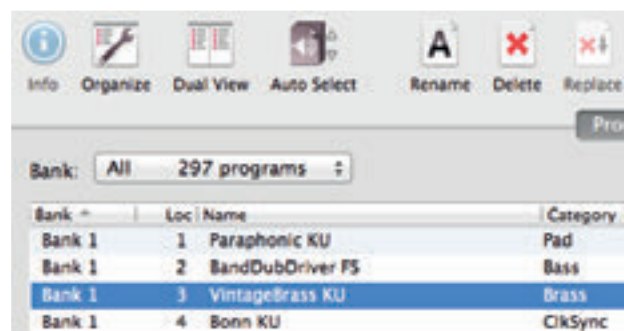 Info Organize Dual View Auto Select Rename Delete Replace
Bank: All 297 programs
Bank Loc Name Category
Bank 1 1 Paraphonic KU Pad
Bank 1 2 BandDubDriver FS Bass
Bank 1 3 VintageBrass KU Brass
Bank 1 4 Bonn KU ClkSync